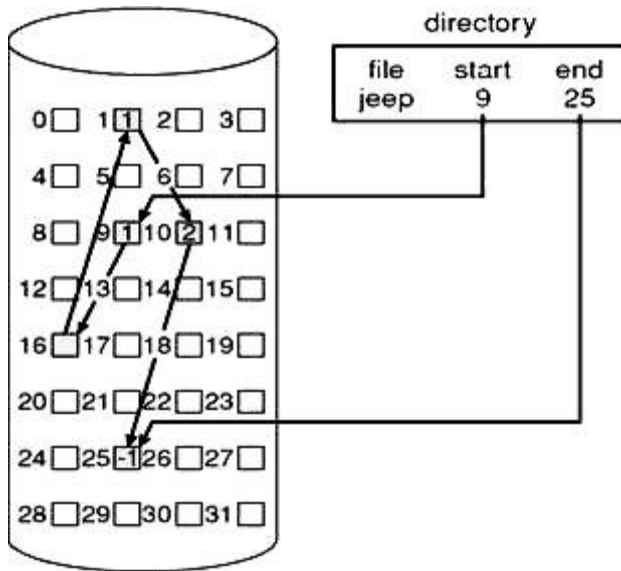 directory
file start end
jeep 9 25
0 1 1 2 3
4 5 6 7
8 9 1 10 2 11
12 13 14 15
16 17 18 19
20 21 22 23
24 25 -1 26 27
28 29 30 31